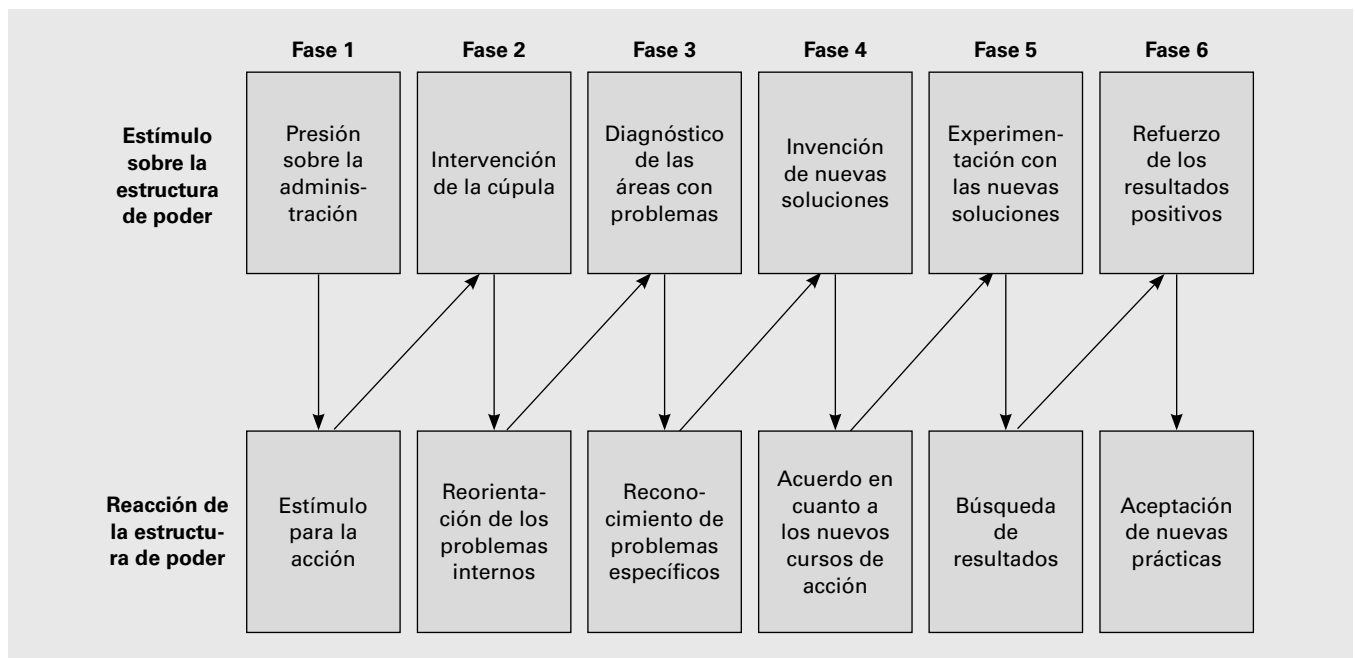 Fase 1
Fase 2
Fase 3
Fase 4
Fase 5
Fase 6
Estímulo
sobre la
estructura
de poder
Presión
sobre la
adminis-
tración
Intervención
de la cúpula
Diagnóstico
de las
áreas con
problemas
Invención
de nuevas
soluciones
Experimen-
tación con
las nuevas
soluciones
Refuerzo
de los
resultados
positivos
Reacción de
la estructu-
ra de poder
Estímulo
para la
acción
Reorienta-
ción de los
problemas
internos
Recono-
cimiento de
problemas
específicos
Acuerdo en
cuanto a
los nuevos
cursos de
acción
Búsqueda
de
resultados
Aceptación
de nuevas
prácticas